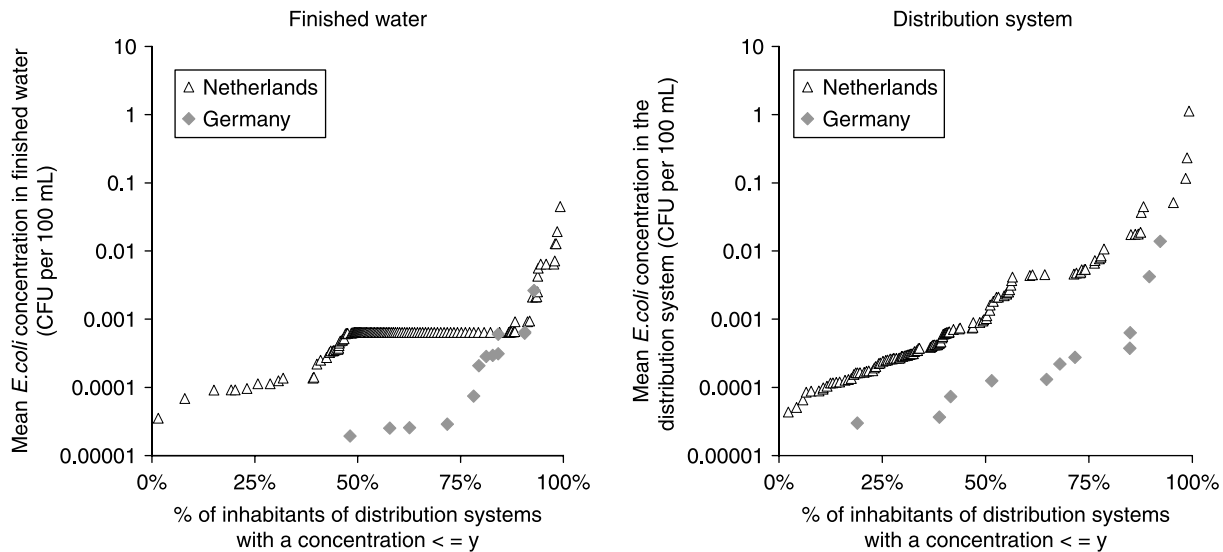 Finished water
Mean E.coli concentration in finished water
(CFU per 100 mL)
10
1
0.1
0.01
0.001
0.0001
0.00001
Netherlands
Germany
0% 25% 50% 75% 100%
% of inhabitants of distribution systems
with a concentration < = y
Distribution system
Mean E.coli concentration in the
distribution system (CFU per 100 mL)
10
1
0.1
0.01
0.001
0.0001
0.00001
Netherlands
Germany
0% 25% 50% 75% 100%
% of inhabitants of distribution systems
with a concentration < = y